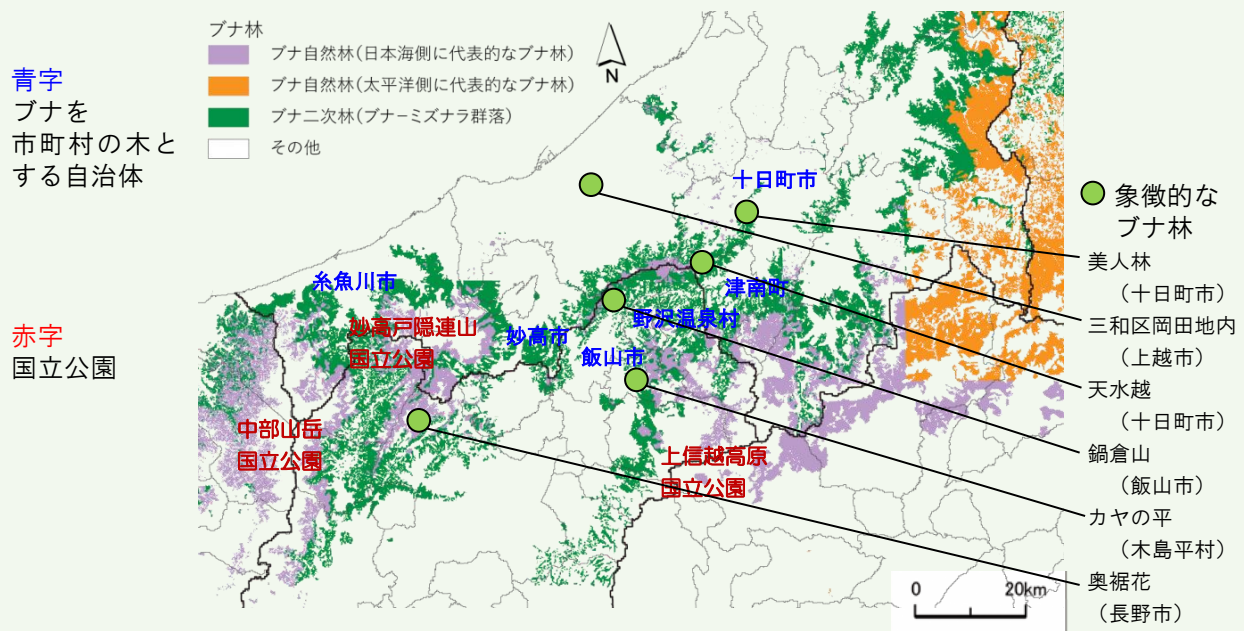 ブナ林
ブナ自然林(日本海側に代表的なブナ林)
ブナ自然林(太平洋側に代表的なブナ林)
ブナ二次林(ブナーミズナラ群落)
その他
N
青字
ブナを
市町村の木と
する自治体
赤字
国立公園
十日町市
糸魚川市
津南町
妙高戸隠連山
国立公園
妙高市
野沢温泉村
飯山市
中部山岳
国立公園
上信越高原
国立公園
象徴的な
ブナ林
美人林
(十日町市)
三和区岡田地内
(上越市)
天水越
(十日町市)
鍋倉山
(飯山市)
カヤの平
(木島平村)
奥裾花
(長野市)
0 20km